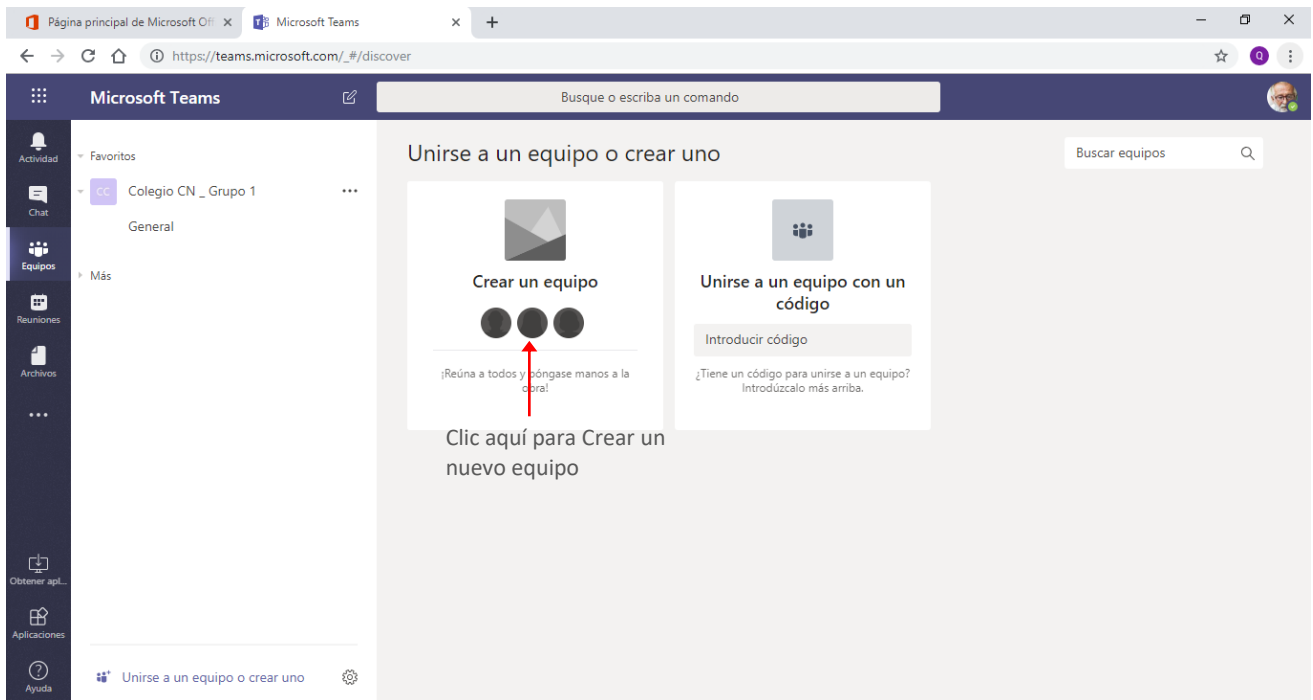 Página principal de Microsoft Off
Microsoft Teams
https://teams.microsoft.com/_#/discover
Q
Microsoft Teams
Busque o escriba un comando
Actividad
Chat
Equipos
Reuniones
Archivos
Obtener apl...
Aplicaciones
Ayuda
Favoritos
CC Colegio CN _ Grupo 1
General
Más
Unirse a un equipo o crear uno
Unirse a un equipo o crear uno
Buscar equipos
Crear un equipo
¡Reúna a todos y póngase manos a la
obra!
Unirse a un equipo con un
código
Introducir código
¿Tiene un código para unirse a un equipo?
Introdúzcalo más arriba.
Clic aquí para Crear un
nuevo equipo